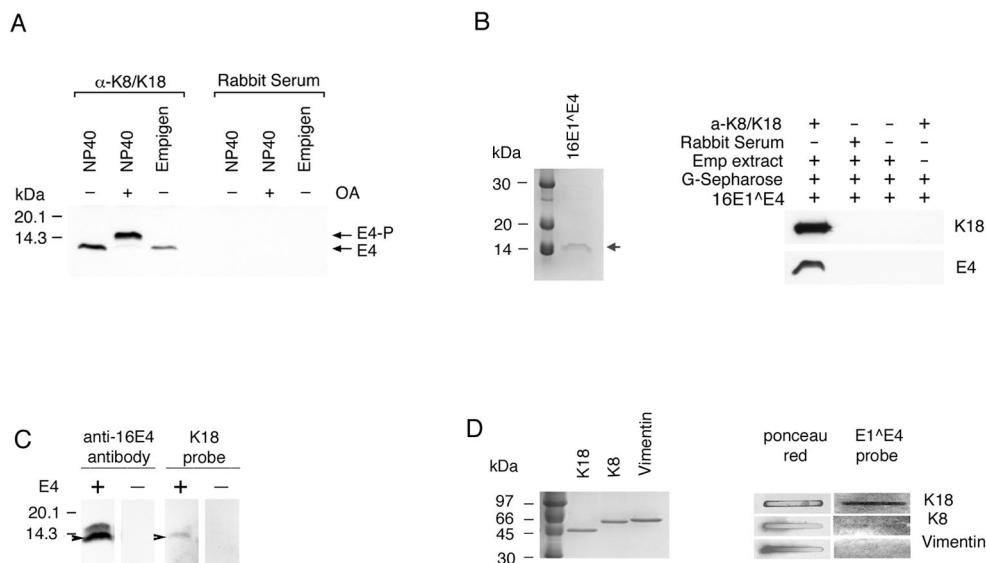 A
α-K8/K18 Rabbit Serum
NP40 NP40 Empigen NP40 NP40 Empigen
kDa − + − − + − OA
20.1
14.3
E4-P
E4
B
16E1^E4
kDa
30
20
14
a-K8/K18 + − − +
Rabbit Serum − + − −
Emp extract + + + −
G-Sepharose + + + +
16E1^E4 + + + +
K18
E4
C
anti-16E4 antibody
K18 probe
E4 + − + −
20.1
14.3
D
kDa
K18 K8 Vimentin
97
66
45
30
ponceau red
E1^E4 probe
K18
K8
Vimentin